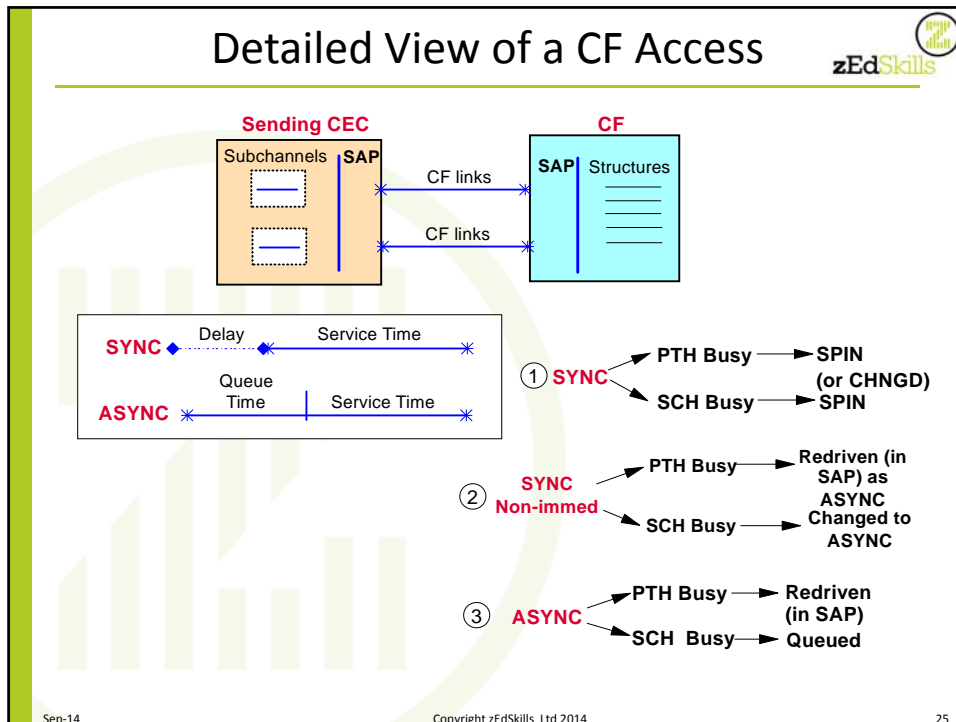 Detailed View of a CF Access
zEdSkills
Sending CEC
CF
Subchannels
SAP
CF links
CF links
SAP
Structures
SYNC
Delay
Service Time
ASYNC
Queue
Time
Service Time
1
SYNC
PTH Busy
SPIN
(or CHNGD)
SCH Busy
SPIN
2
SYNC
Non-immed
PTH Busy
Redriven (in
SAP) as
ASYNC
SCH Busy
Changed to
ASYNC
3
ASYNC
PTH Busy
Redriven
(in SAP)
SCH Busy
Queued
Sep-14
Copyright zEdSkills Ltd 2014
25